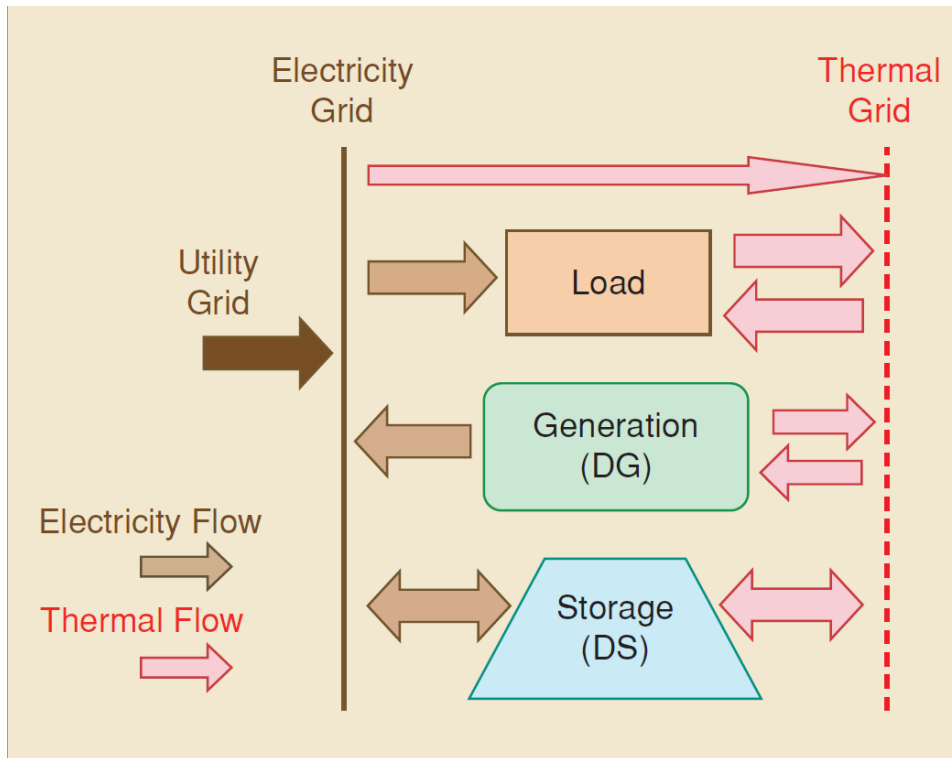 Electricity
Grid
Thermal
Grid
Utility
Grid
Load
Generation
(DG)
Electricity Flow
Thermal Flow
Storage
(DS)